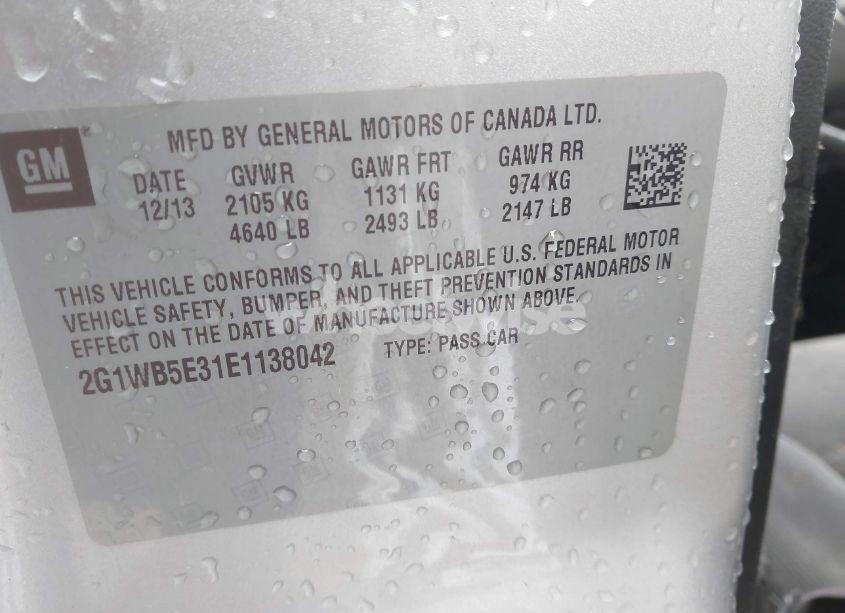 MFD BY GENERAL MOTORS OF CANADA LTD.
GM®
DATE GVWR GAWR FRT GAWR RR
12/13 2105 KG 1131 KG 974 KG
4640 LB 2493 LB 2147 LB
THIS VEHICLE CONFORMS TO ALL APPLICABLE U.S. FEDERAL MOTOR
VEHICLE SAFETY, BUMPER, AND THEFT PREVENTION STANDARDS IN
EFFECT ON THE DATE OF MANUFACTURE SHOWN ABOVE.
2G1WB5E31E1138042 TYPE: PASS CAR